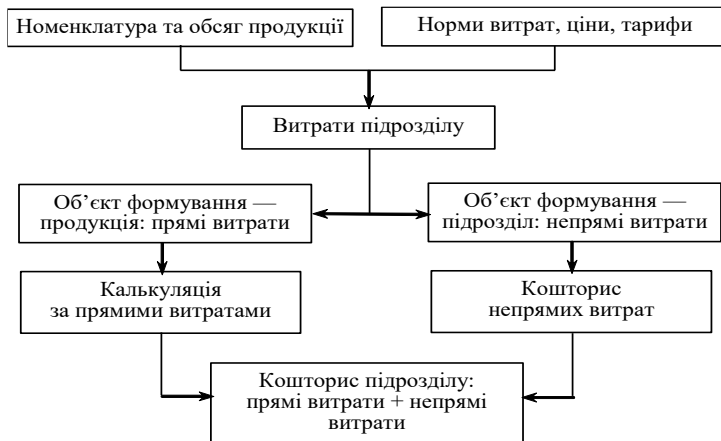 Номенклатура та обсяг продукції
Норми витрат, ціни, тарифи
Витрати підрозділу
Об’єкт формування —
продукція: прямі витрати
Об’єкт формування —
підрозділ: непрямі витрати
Калькуляція
за прямими витратами
Кошторис
непрямих витрат
Кошторис підрозділу:
прямі витрати + непрямі
витрати